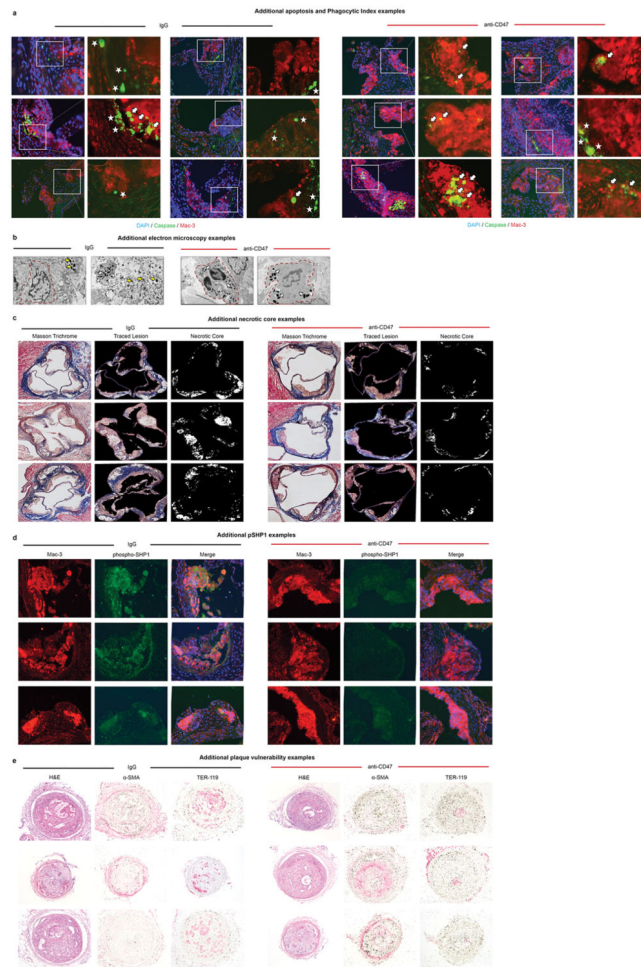 a
Additional apoptosis and Phagocytic Index examples
IgG
anti-CD47
DAPI / Caspase / Mac-3
DAPI / Caspase / Mac-3
b
Additional electron microscopy examples
IgG
anti-CD47
c
Additional necrotic core examples
IgG
anti-CD47
Masson Trichrome Traced Lesion Necrotic Core
Masson Trichrome Traced Lesion Necrotic Core
d
Additional pSHP1 examples
IgG
anti-CD47
Mac-3 phospho-SHP1 Merge
Mac-3 phospho-SHP1 Merge
e
Additional plaque vulnerability examples
IgG
anti-CD47
H&E α-SMA TER-119
H&E α-SMA TER-119